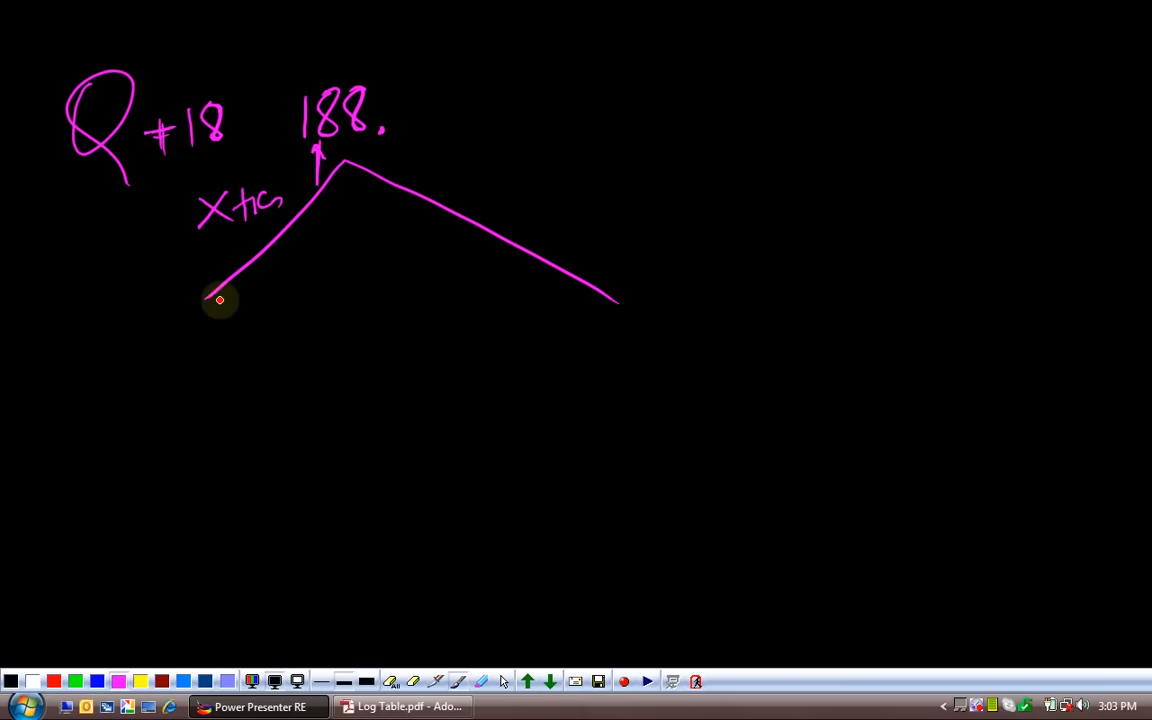 Q #18 188.
Xtics
Power Presenter RE
Log Table.pdf - Ado...
3:03 PM